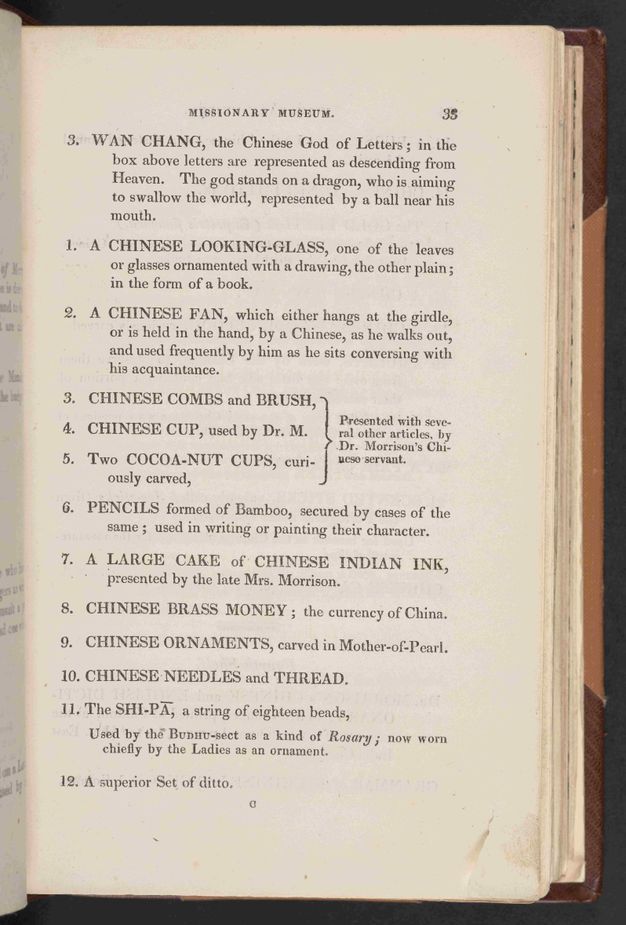 MISSIONARY MUSEUM. 33
3. WAN CHANG, the Chinese God of Letters; in the
box above letters are represented as descending from
Heaven. The god stands on a dragon, who is aiming
to swallow the world, represented by a ball near his
mouth.
1. A CHINESE LOOKING-GLASS, one of the leaves
or glasses ornamented with a drawing, the other plain;
in the form of a book.
2. A CHINESE FAN, which either hangs at the girdle,
or is held in the hand, by a Chinese, as he walks out,
and used frequently by him as he sits conversing with
his acquaintance.
3. CHINESE COMBS and BRUSH,
4. CHINESE CUP, used by Dr. M.
5. Two COCOA-NUT CUPS, curi-
ously carved,
Presented with seve-
ral other articles, by
Dr. Morrison's Chi-
nese servant.
6. PENCILS formed of Bamboo, secured by cases of the
same; used in writing or painting their character.
7. A LARGE CAKE of CHINESE INDIAN INK,
presented by the late Mrs. Morrison.
8. CHINESE BRASS MONEY; the currency of China.
9. CHINESE ORNAMENTS, carved in Mother-of-Pearl.
10. CHINESE NEEDLES and THREAD.
11. The SHI-PĀ, a string of eighteen beads,
Used by the BUDHU-sect as a kind of Rosary; now worn
chiefly by the Ladies as an ornament.
12. A superior Set of ditto.
C